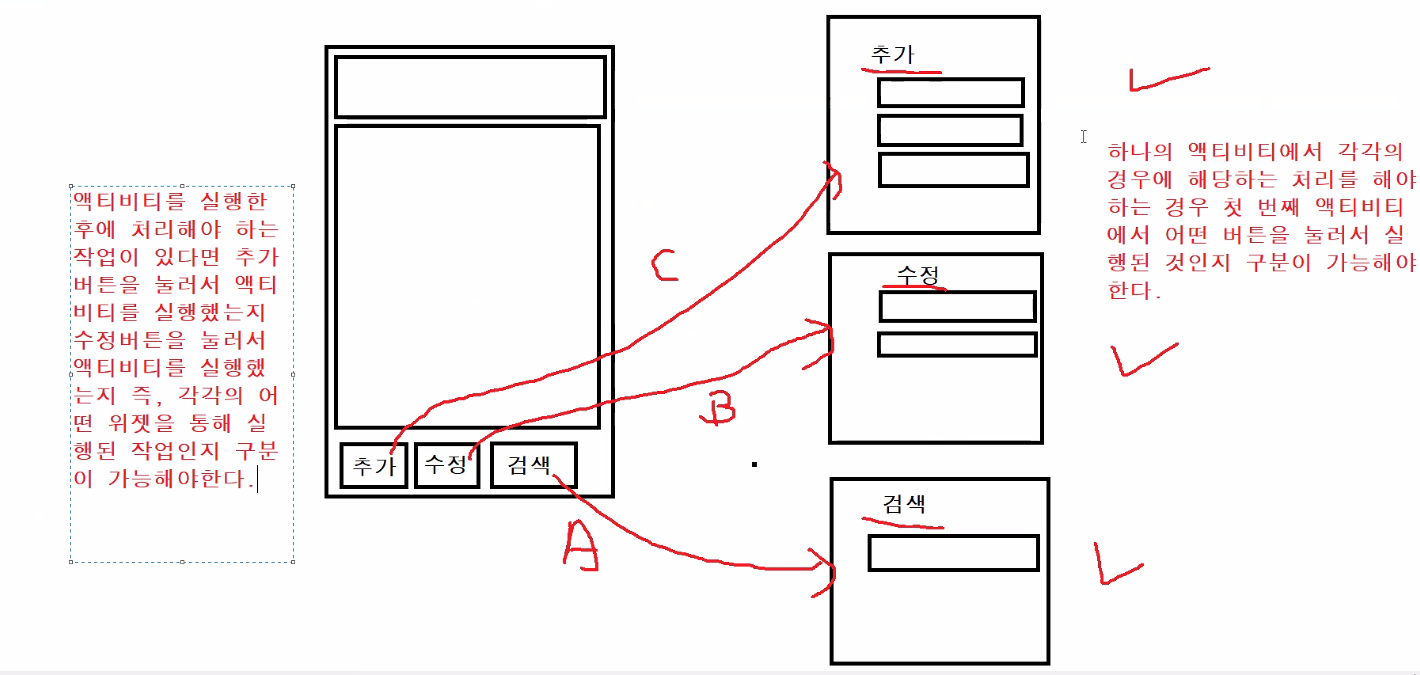 액티비티를 실행한
후에 처리해야 하는
작업이 있다면 추가
버튼을 눌러서 액티
비티를 실행했는지
수정버튼을 눌러서
액티비티를 실행했
는지 즉, 각각의 어
떤 위젯을 통해 실
행된 작업인지 구분
이 가능해야한다.
추가
수정
검색
C
B
A
추가
수정
검색
하나의 액티비티에서 각각의
경우에 해당하는 처리를 해야
하는 경우 첫 번째 액티비티
에서 어떤 버튼을 눌러서 실
행된 것인지 구분이 가능해야
한다.